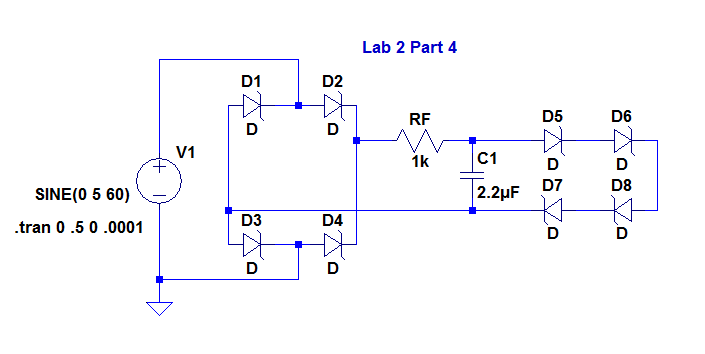 Lab 2 Part 4
D1
D2
D
D
V1
SINE(0 5 60)
.tran 0 .5 0 .0001
RF
1k
C1
2.2µF
D5
D6
D
D
D7
D8
D
D
D3
D4
D
D